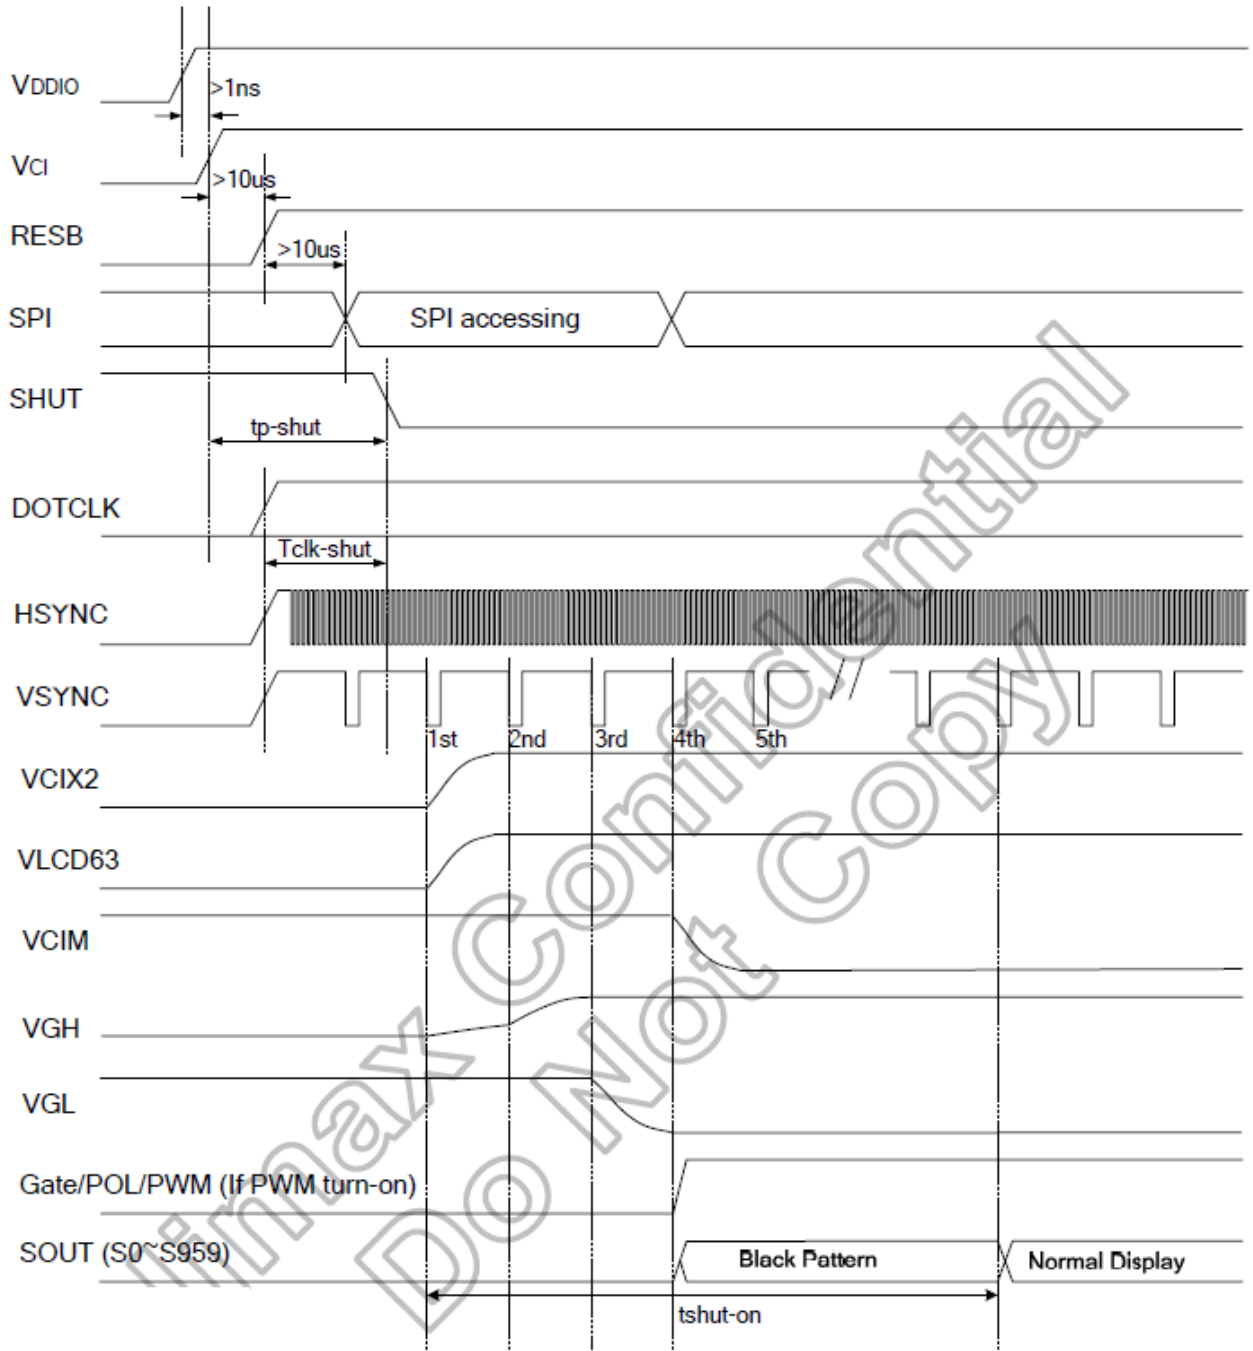 VDDIO
>1ns
VCI
>10us
RESB
>10us
SPI
SPI accessing
SHUT
tp-shut
DOTCLK
Tclk-shut
HSYNC
VSYNC
1st 2nd 3rd 4th 5th
VCIX2
VLCD63
VCIM
VGH
VGL
Gate/POL/PWM (If PWM turn-on)
SOUT (S0~S959)
Black Pattern
Normal Display
tshut-on
limax Confidential
Do Not Copy